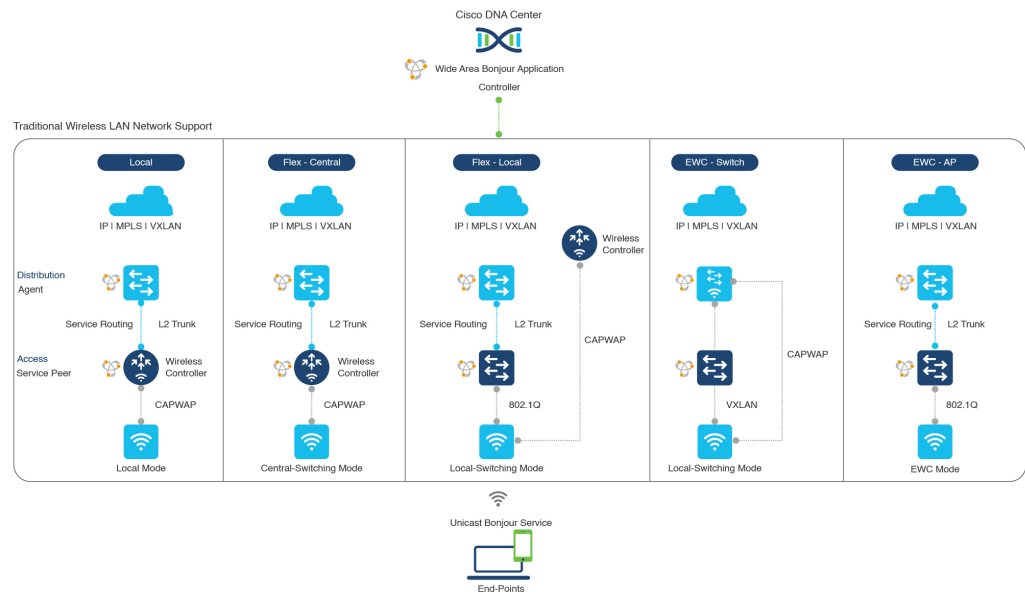 Cisco DNA Center
Wide Area Bonjour Application
Controller
Traditional Wireless LAN Network Support
Local
Flex - Central
Flex - Local
EWC - Switch
EWC - AP
IP | MPLS | VXLAN
IP | MPLS | VXLAN
IP | MPLS | VXLAN
IP | MPLS | VXLAN
IP | MPLS | VXLAN
Wireless
Controller
Distribution
Agent
Service Routing
L2 Trunk
Service Routing
L2 Trunk
Service Routing
L2 Trunk
CAPWAP
CAPWAP
Service Routing
L2 Trunk
Access
Service Peer
Wireless
Controller
Wireless
Controller
CAPWAP
CAPWAP
802.1Q
VXLAN
802.1Q
Local Mode
Central-Switching Mode
Local-Switching Mode
Local-Switching Mode
EWC Mode
Unicast Bonjour Service
End-Points